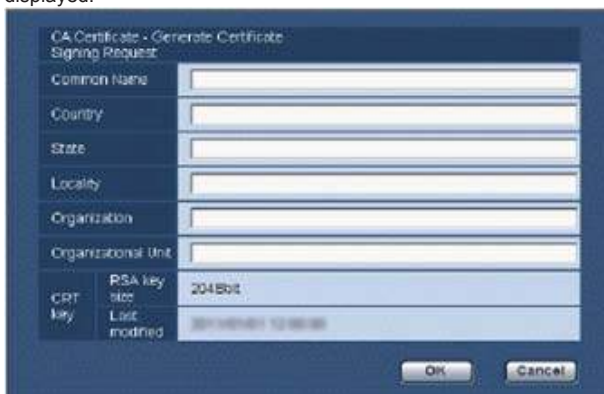 displayed.
CA Certificate - Generate Certificate
Signing Request
Common Name
Country
State
Locality
Organization
Organizational Unit
CRT key
RSA key size
2048bit
Last modified
OK
Cancel